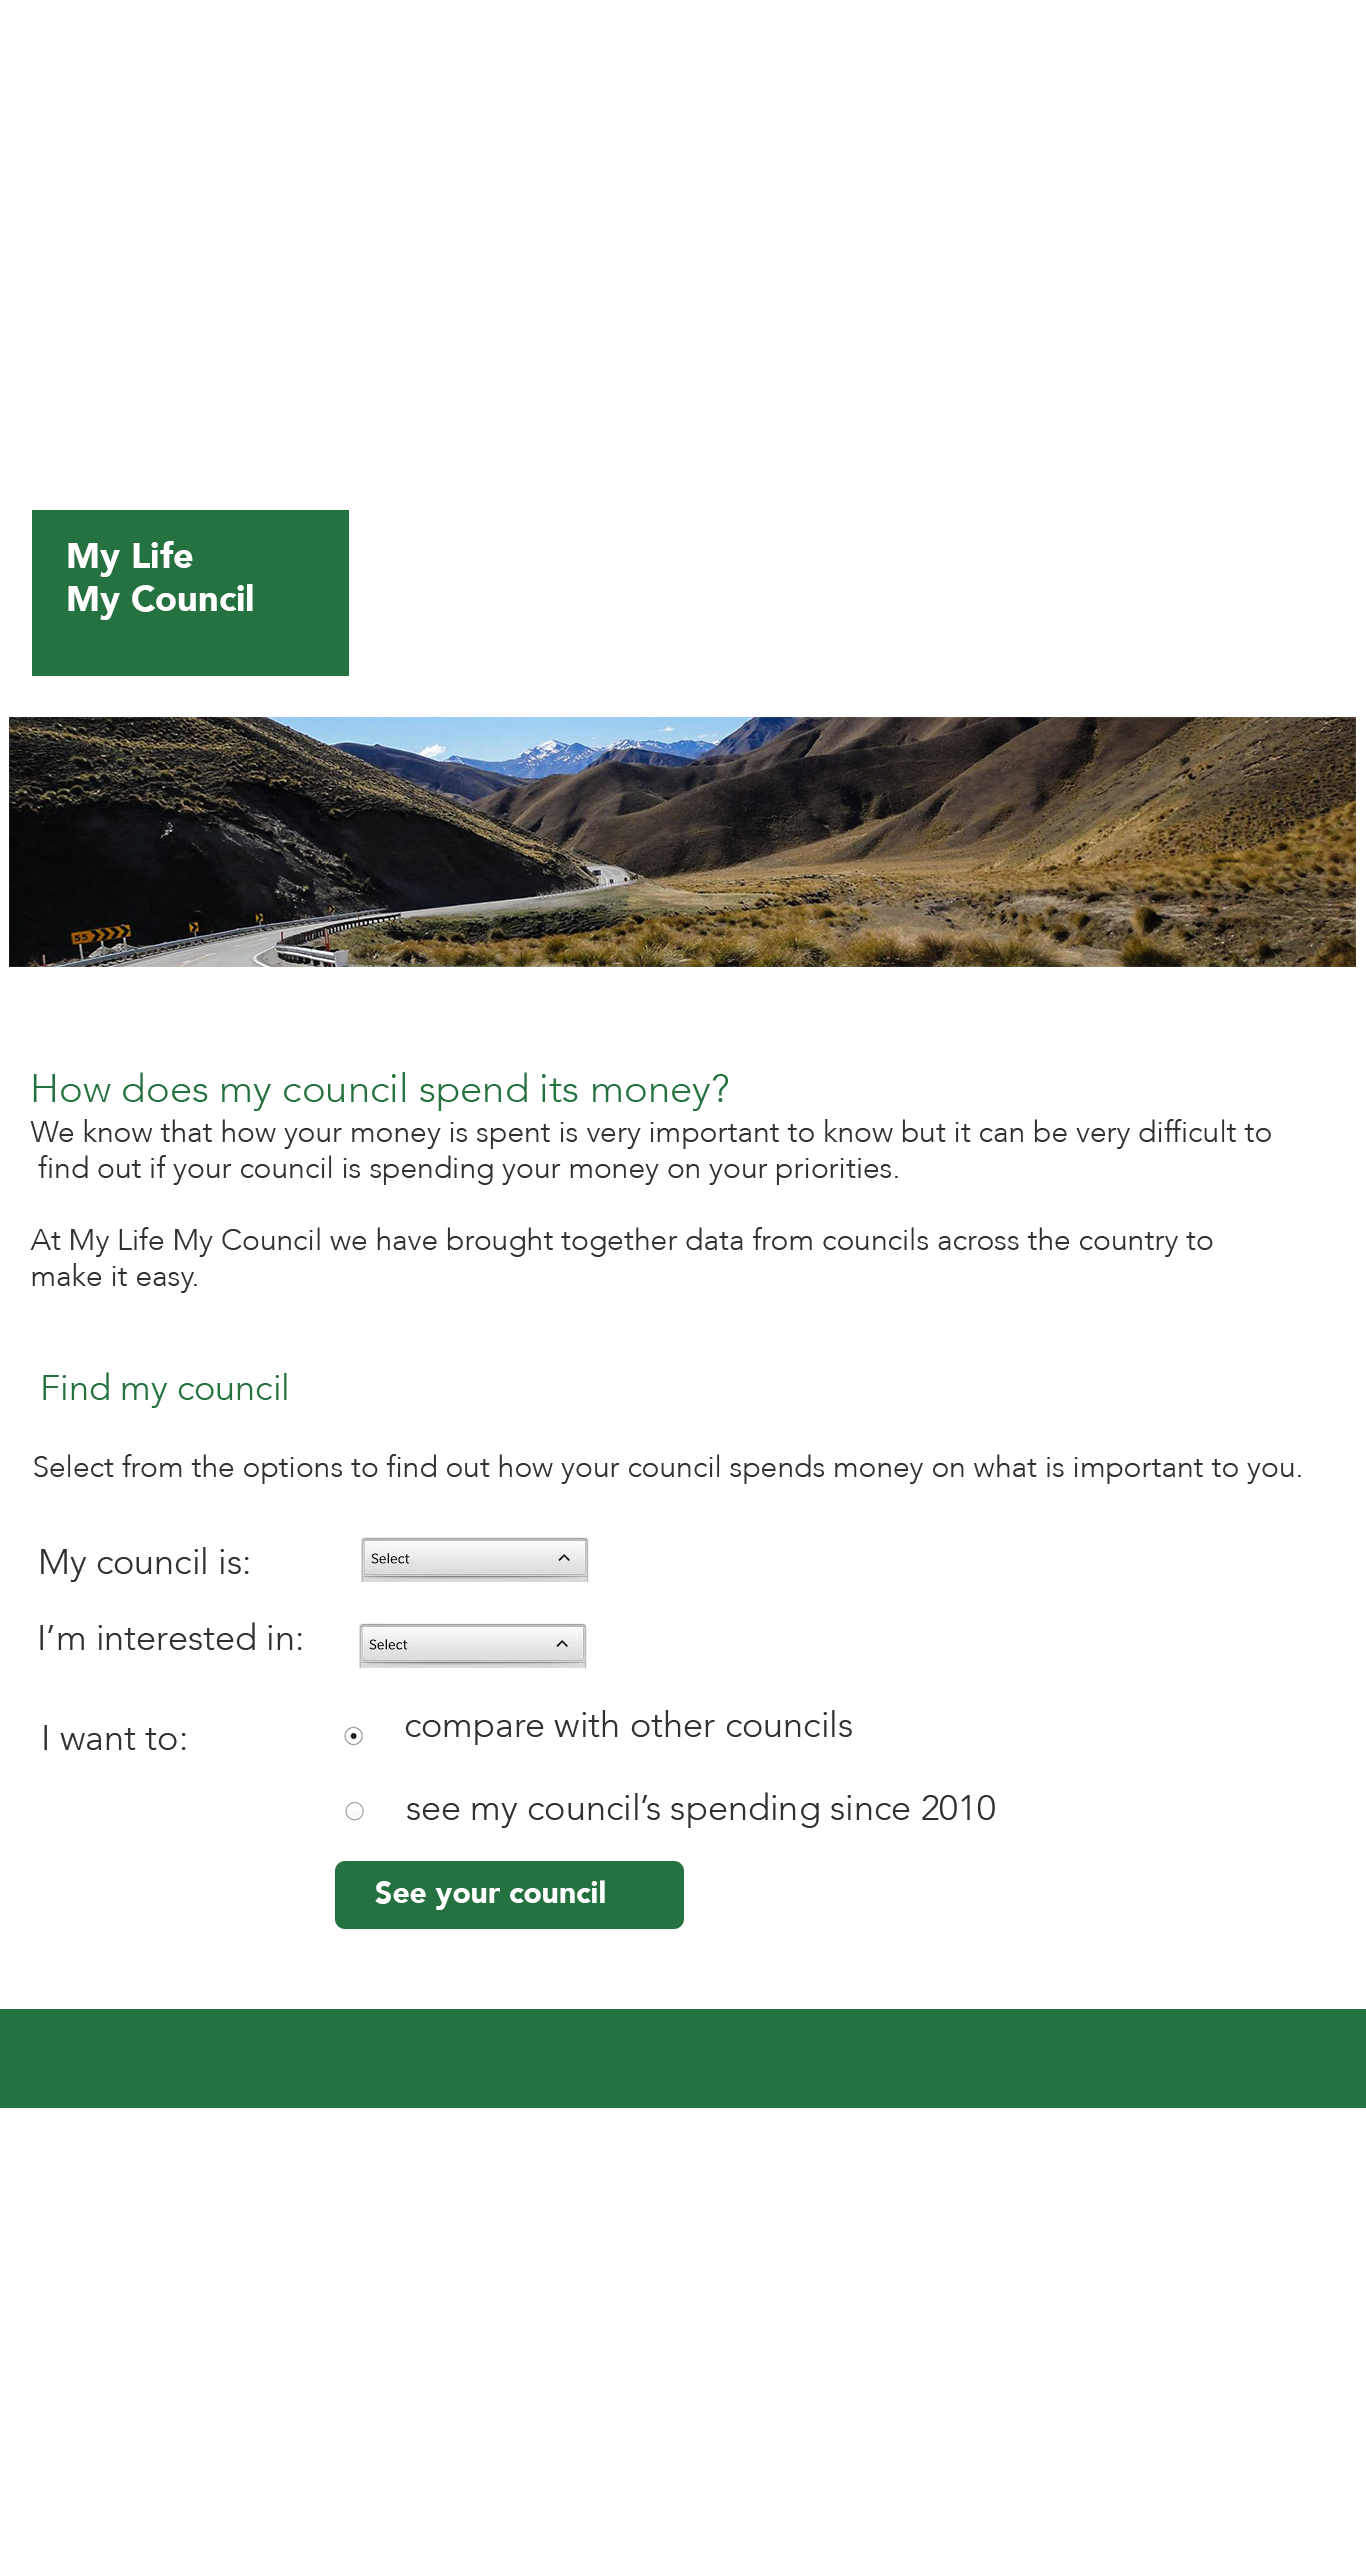 My Life
My Council
How does my council spend its money?
We know that how your money is spent is very important to know but it can be very difficult to
find out if your council is spending your money on your priorities.
At My Life My Council we have brought together data from councils across the country to
make it easy.
Find my council
Select from the options to find out how your council spends money on what is important to you.
My council is:
Select
I’m interested in:
Select
I want to:
compare with other councils
see my council’s spending since 2010
See your council